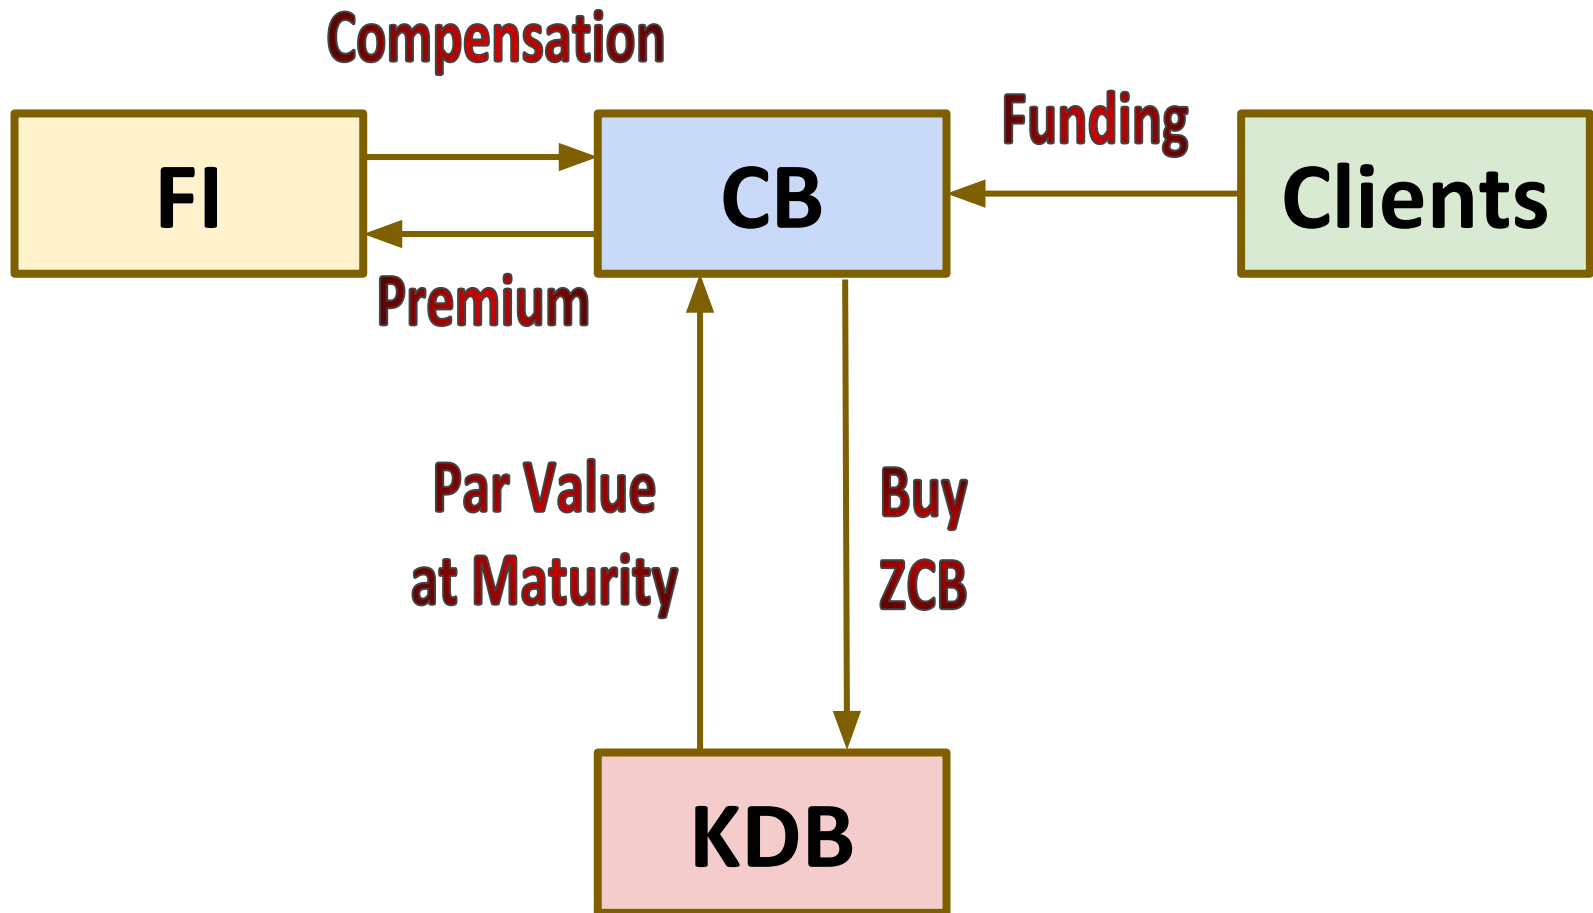 Compensation
Funding
FI
CB
Clients
Premium
Par Value
at Maturity
Buy
ZCB
KDB